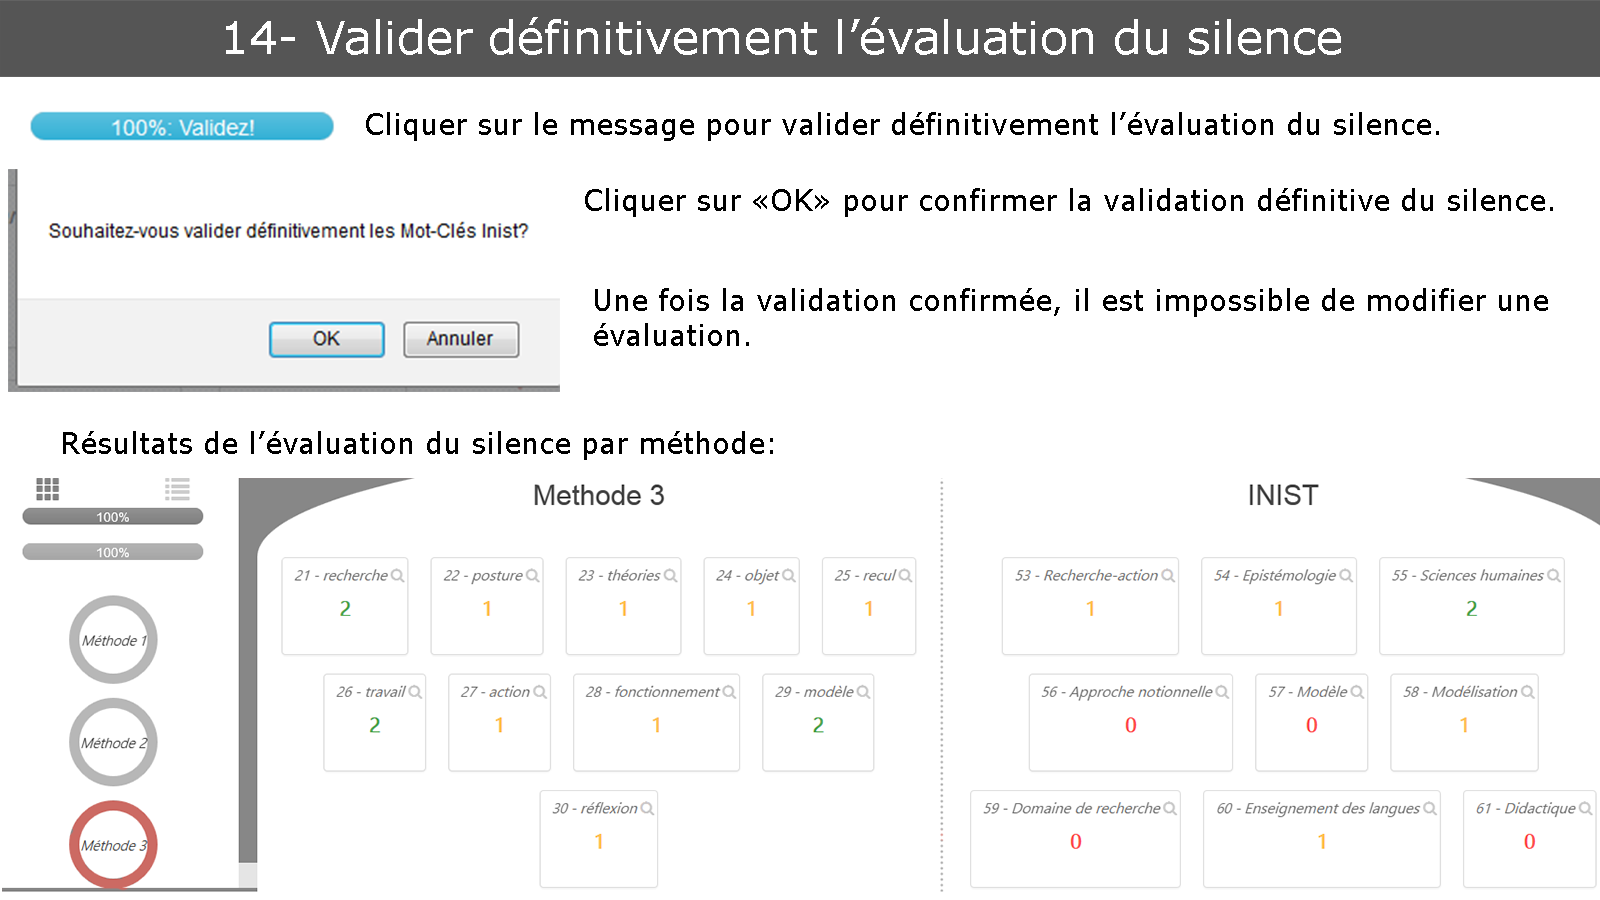 14- Valider définitivement l’évaluation du silence
100%: Validez!
Cliquer sur le message pour valider définitivement l’évaluation du silence.
Cliquer sur «OK» pour confirmer la validation définitive du silence.
Souhaitez-vous valider définitivement les Mot-Clés Inist?
OK
Annuler
Une fois la validation confirmée, il est impossible de modifier une
évaluation.
Résultats de l’évaluation du silence par méthode:
100%
100%
Méthode 1
Méthode 2
Méthode 3
Methode 3
21 - recherche
2
22 - posture
1
23 - théories
1
24 - objet
1
25 - recul
1
26 - travail
2
27 - action
1
28 - fonctionnement
1
29 - modèle
2
30 - réflexion
1
INIST
53 - Recherche-action
1
54 - Epistémologie
1
55 - Sciences humaines
2
56 - Approche notionnelle
0
57 - Modèle
0
58 - Modélisation
1
59 - Domaine de recherche
0
60 - Enseignement des langues
1
61 - Didactique
0